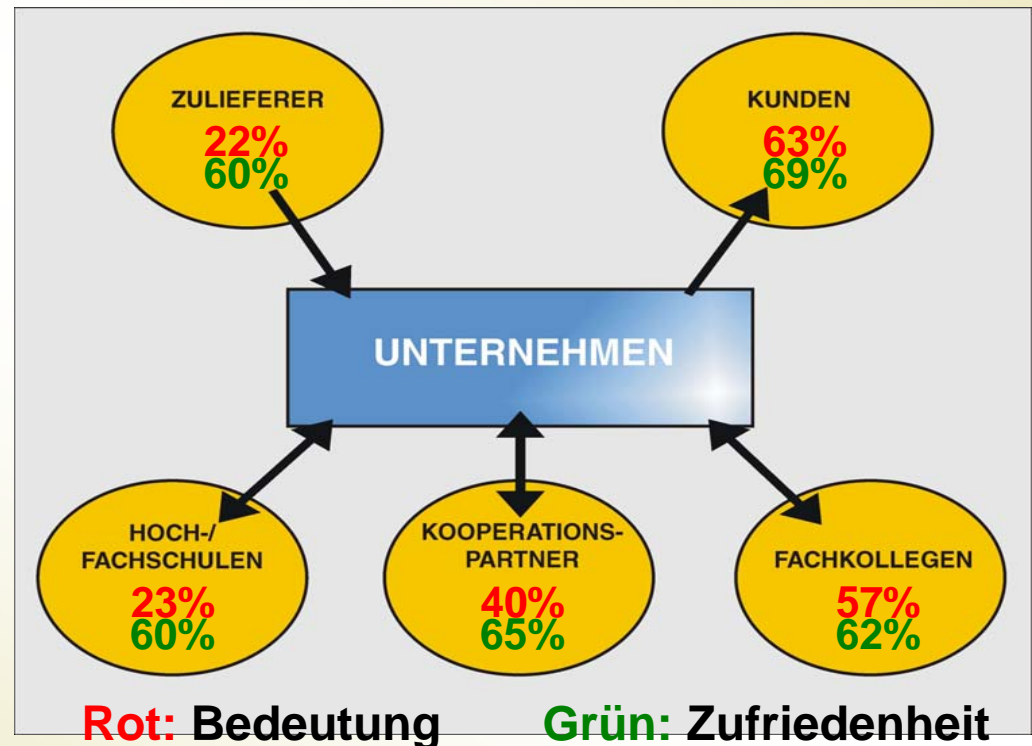 ZULIEFERER
22%
60%
KUNDEN
63%
69%
UNTERNEHMEN
HOCH-/
FACHSCHULEN
23%
60%
KOOPERATIONS-
PARTNER
40%
65%
FACHKOLLEGEN
57%
62%
Rot: Bedeutung Grün: Zufriedenheit